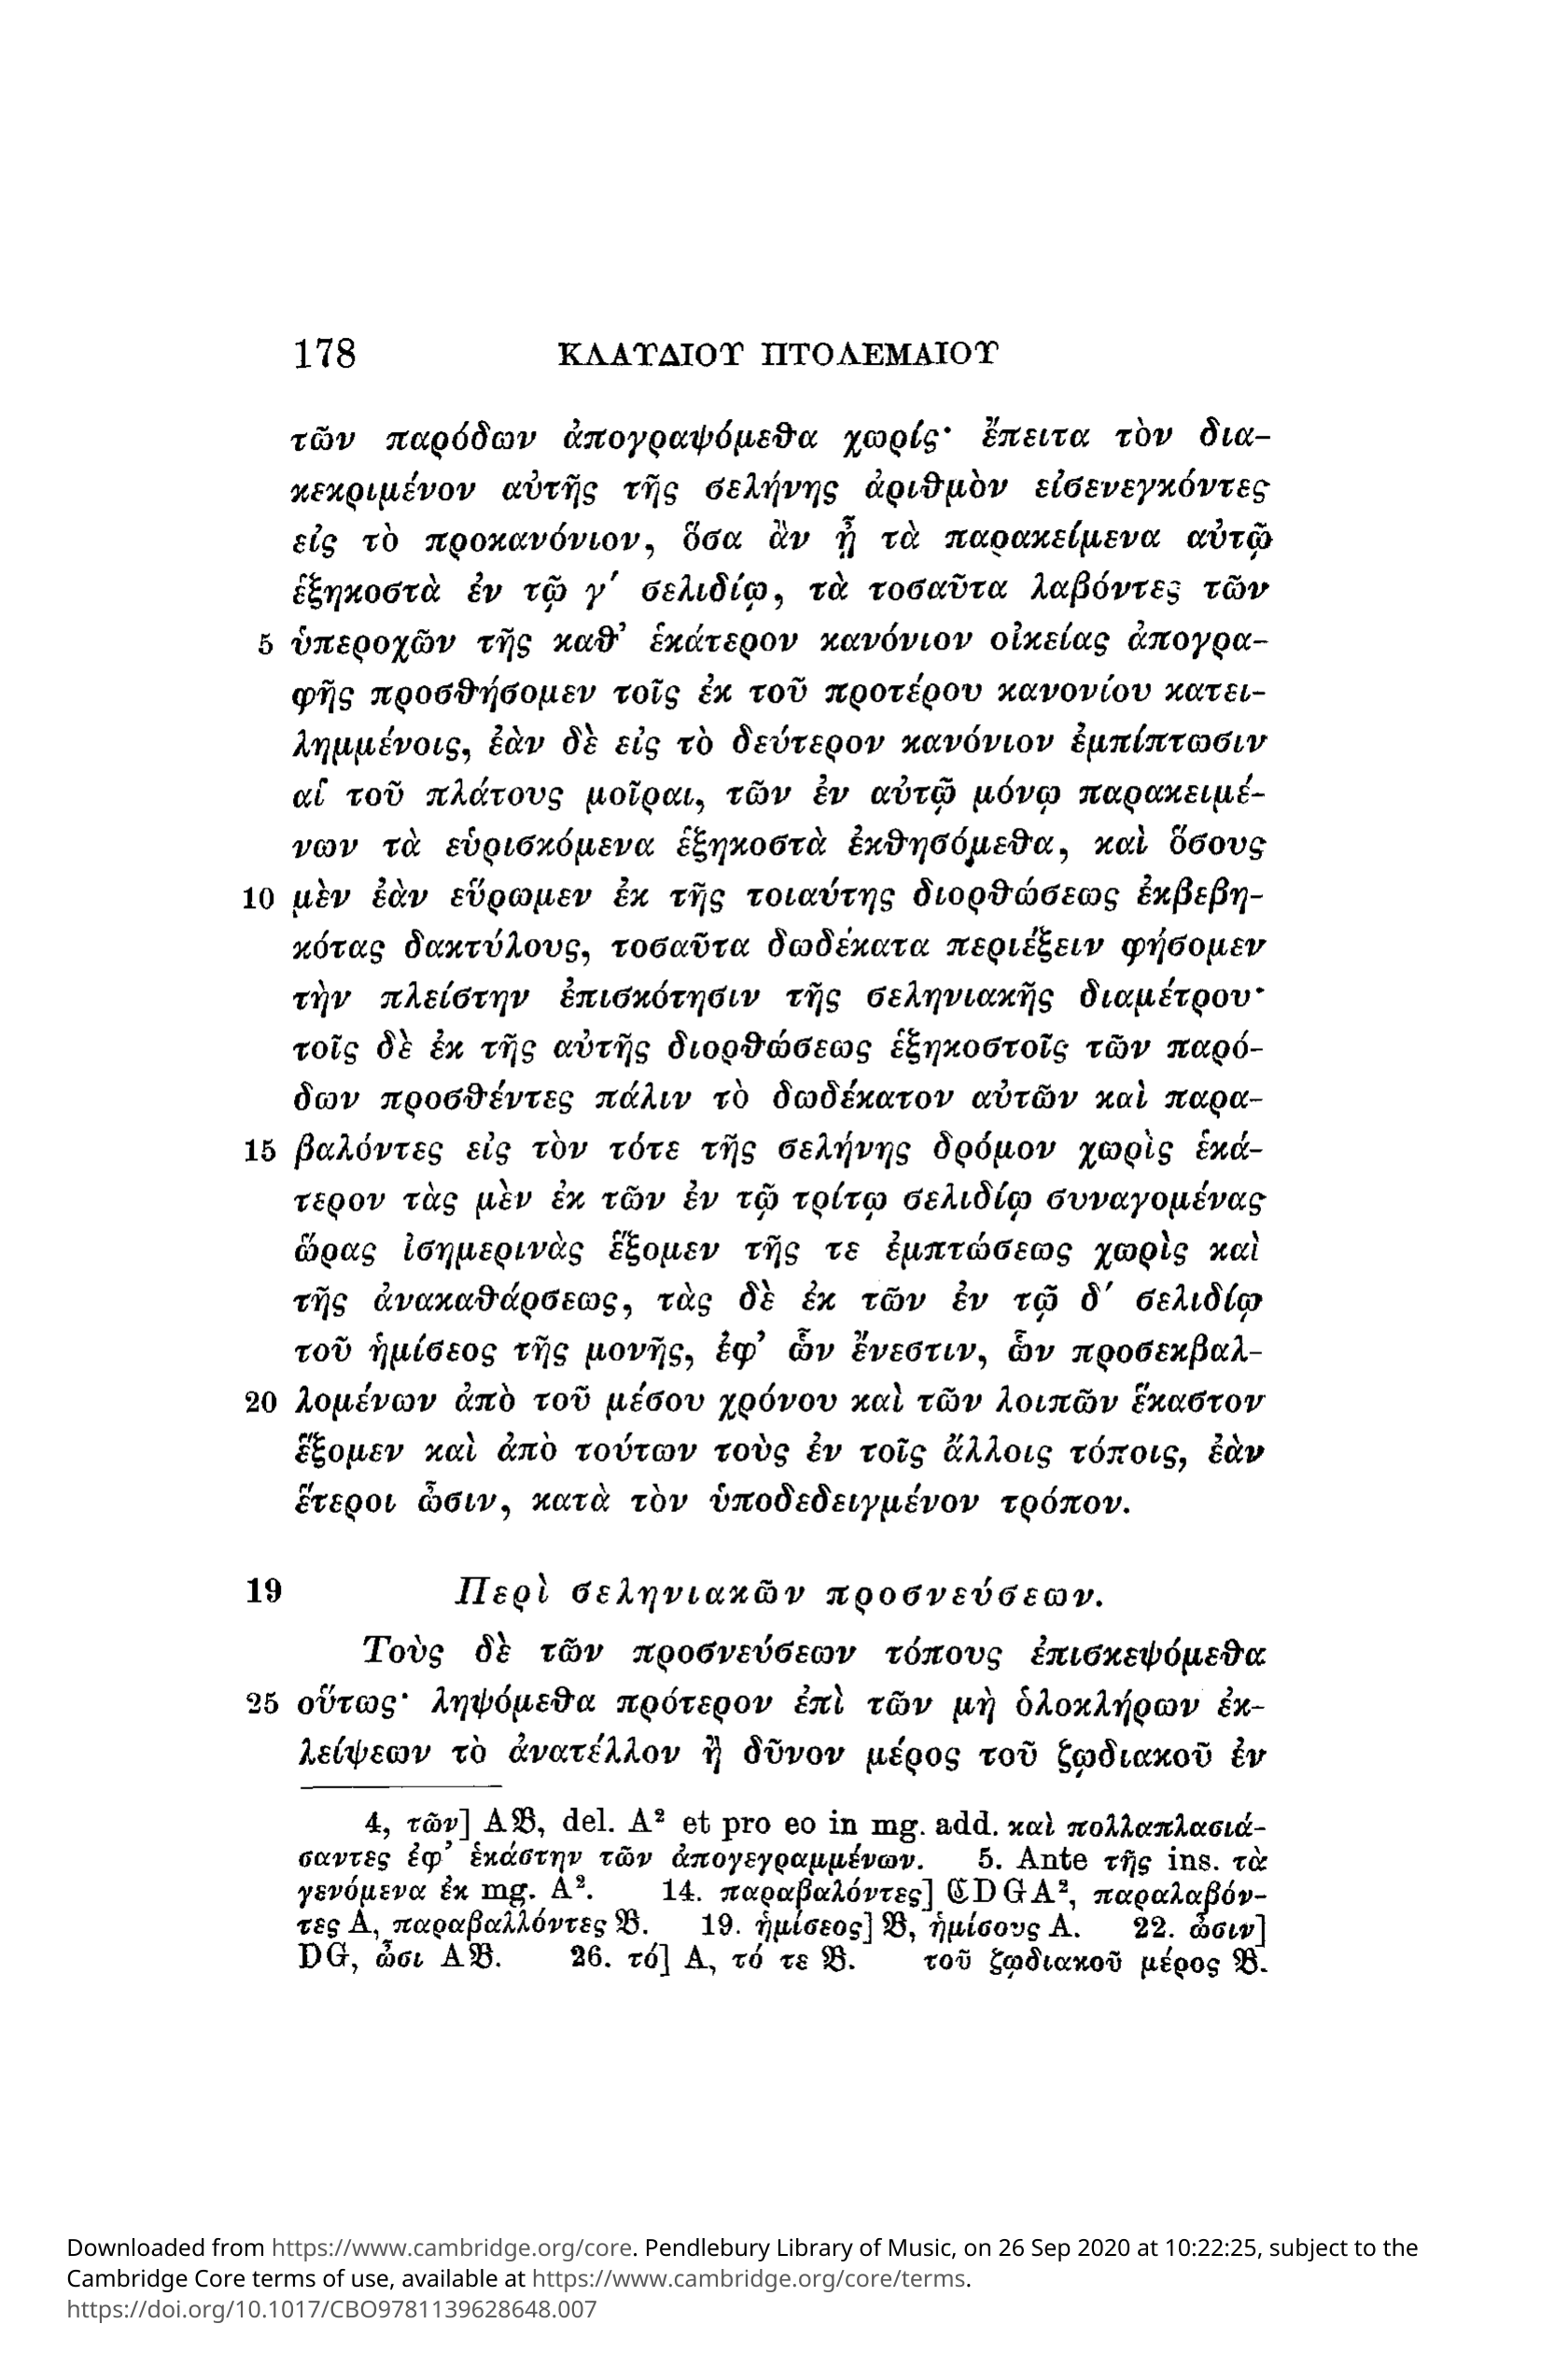 178 ΚΛΑΥΔΙΟΥ ΠΤΟΛΕΜΑΙΟΥ
τῶν παρόδων ἀπογραψόμεθα χωρίς· ἔπειτα τὸν δια-
κεκριμένον αὐτῆς τῆς σελήνης ἀριθμὸν εἰσενεγκόντες
εἰς τὸ προκανόνιον, ὅσα ἂν ᾖ τὰ παρακείμενα αὐτῷ
ἑξηκοστὰ ἐν τῷ γ′ σελιδίῳ, τὰ τοσαῦτα λαβόντες τῶν
5 ὑπεροχῶν τῆς καθ’ ἑκάτερον κανόνιον οἰκείας ἀπογρα-
φῆς προσθήσομεν τοῖς ἐκ τοῦ προτέρου κανονίου κατει-
λημμένοις, ἐὰν δὲ εἰς τὸ δεύτερον κανόνιον ἐμπίπτωσιν
αἱ τοῦ πλάτους μοῖραι, τῶν ἐν αὐτῷ μόνῳ παρακειμέ-
νων τὰ εὑρισκόμενα ἑξηκοστὰ ἐκθησόμεθα, καὶ ὅσους
10 μὲν ἐὰν εὕρωμεν ἐκ τῆς τοιαύτης διορθώσεως ἐκβεβη-
κότας δακτύλους, τοσαῦτα δωδέκατα περιέξειν φήσομεν
τὴν πλείστην ἐπισκότησιν τῆς σεληνιακῆς διαμέτρου·
τοῖς δὲ ἐκ τῆς αὐτῆς διορθώσεως ἑξηκοστοῖς τῶν παρό-
δων προσθέντες πάλιν τὸ δωδέκατον αὐτῶν καὶ παρα-
15 βαλόντες εἰς τὸν τότε τῆς σελήνης δρόμον χωρὶς ἑκά-
τερον τὰς μὲν ἐκ τῶν ἐν τῷ τρίτῳ σελιδίῳ συναγομένας
ὥρας ἰσημερινὰς ἕξομεν τῆς τε ἐμπτώσεως χωρὶς καὶ
τῆς ἀνακαθάρσεως, τὰς δὲ ἐκ τῶν ἐν τῷ δ′ σελιδίῳ
τοῦ ἡμίσεος τῆς μονῆς, ἐφ’ ὧν ἔνεστιν, ὧν προσεκβαλ-
20 λομένων ἀπὸ τοῦ μέσου χρόνου καὶ τῶν λοιπῶν ἕκαστον
ἕξομεν καὶ ἀπὸ τούτων τοὺς ἐν τοῖς ἄλλοις τόποις, ἐὰν
ἕτεροι ὦσιν, κατὰ τὸν ὑποδεδειγμένον τρόπον.
19 Περὶ σεληνιακῶν προσνεύσεων.
Τοὺς δὲ τῶν προσνεύσεων τόπους ἐπισκεψόμεθα
25 οὕτως· ληψόμεθα πρότερον ἐπὶ τῶν μὴ ὁλοκλήρων ἐκ-
λείψεων τὸ ἀνατέλλον ἢ δῦνον μέρος τοῦ ζῳδιακοῦ ἐν
4, τῶν] A𝔅, del. A² et pro eo in mg. add. καὶ πολλαπλασιά-
σαντες ἐφ’ ἑκάστην τῶν ἀπογεγραμμένων. 5. Ante τῆς ins. τὰ
γενόμενα ἐκ mg. A². 14. παραβαλόντες] ℭDGA², παραλαβόν-
τες A, παραβαλλόντες 𝔅. 19. ἡμίσεος] 𝔅, ἡμίσους A. 22. ὦσιν]
DG, ὦσι A𝔅. 26. τό] A, τό τε 𝔅. τοῦ ζῳδιακοῦ μέρος 𝔅.
Downloaded from https://www.cambridge.org/core. Pendlebury Library of Music, on 26 Sep 2020 at 10:22:25, subject to the
Cambridge Core terms of use, available at https://www.cambridge.org/core/terms.
https://doi.org/10.1017/CBO9781139628648.007